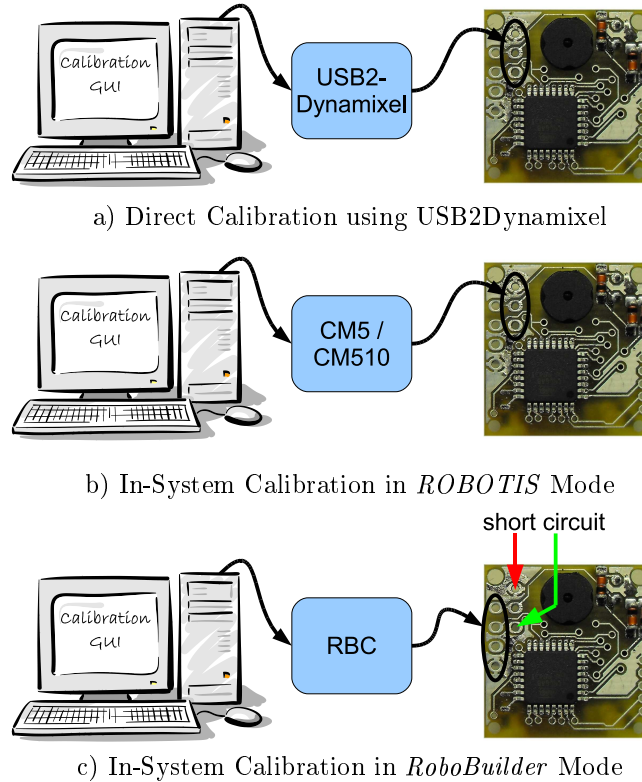 Calibration
GUI
USB2-
Dynamixel
a) Direct Calibration using USB2Dynamixel
Calibration
GUI
CM5 /
CM510
b) In-System Calibration in ROBOTIS Mode
short circuit
Calibration
GUI
RBC
c) In-System Calibration in RoboBuilder Mode